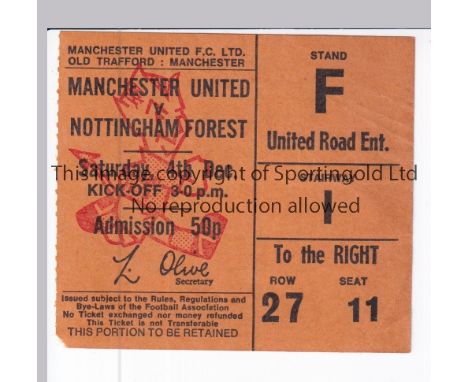 MANCHESTER UNITED F.C. LTD.
OLD TRAFFORD : MANCHESTER
MANCHESTER UNITED
v
NOTTINGHAM FOREST
Saturday, 4th Dec.
KICK-OFF 3-0 p.m.
Admission 50p
L. Olive
Secretary
Issued subject to the Rules, Regulations and
Bye-Laws of the Football Association
No Ticket exchanged nor money refunded
This Ticket is not Transferable
THIS PORTION TO BE RETAINED
STAND
F
United Road Ent.
I
To the RIGHT
ROW SEAT
27 11
This image copyright of Sportingold Ltd
No reproduction allowed